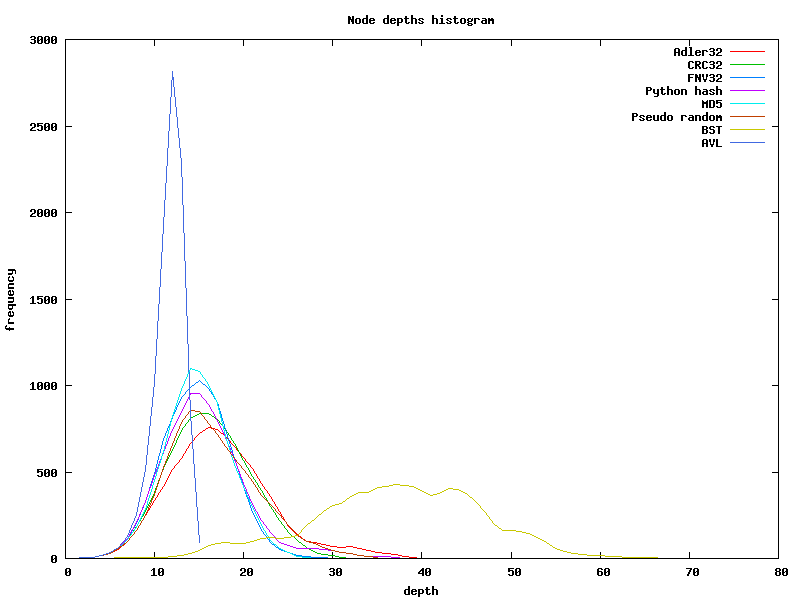 Node depths histogram
3000
2500
2000
1500
1000
500
0
frequency
Adler32
CRC32
FNV32
Python hash
MD5
Pseudo random
BST
AVL
0 10 20 30 40 50 60 70 80
depth